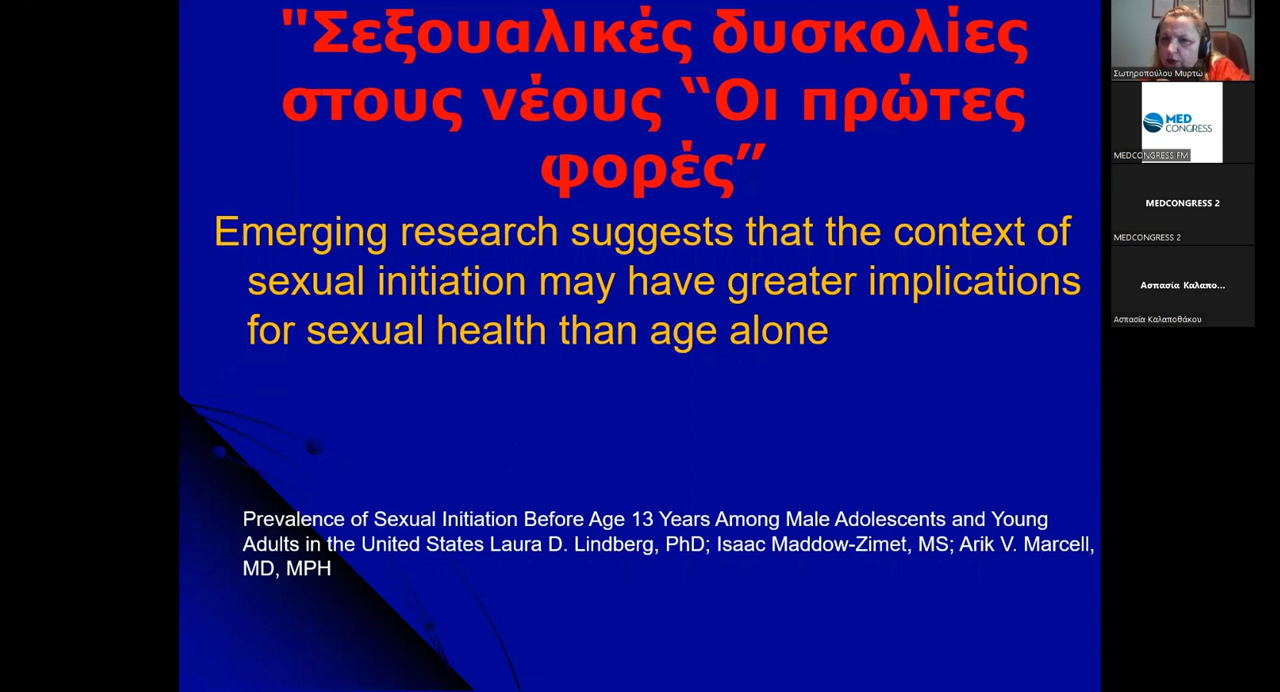 "Σεξουαλικές δυσκολίες
στους νέους “Οι πρώτες
φορές”
Emerging research suggests that the context of
sexual initiation may have greater implications
for sexual health than age alone
Prevalence of Sexual Initiation Before Age 13 Years Among Male Adolescents and Young
Adults in the United States Laura D. Lindberg, PhD; Isaac Maddow-Zimet, MS; Arik V. Marcell,
MD, MPH
Σωτηροπούλου Μυρτώ
MED
CONGRESS
MEDCONGRESS FM
MEDCONGRESS 2
MEDCONGRESS 2
Ασπασία Καλαπο...
Ασπασία Καλαποθάκου